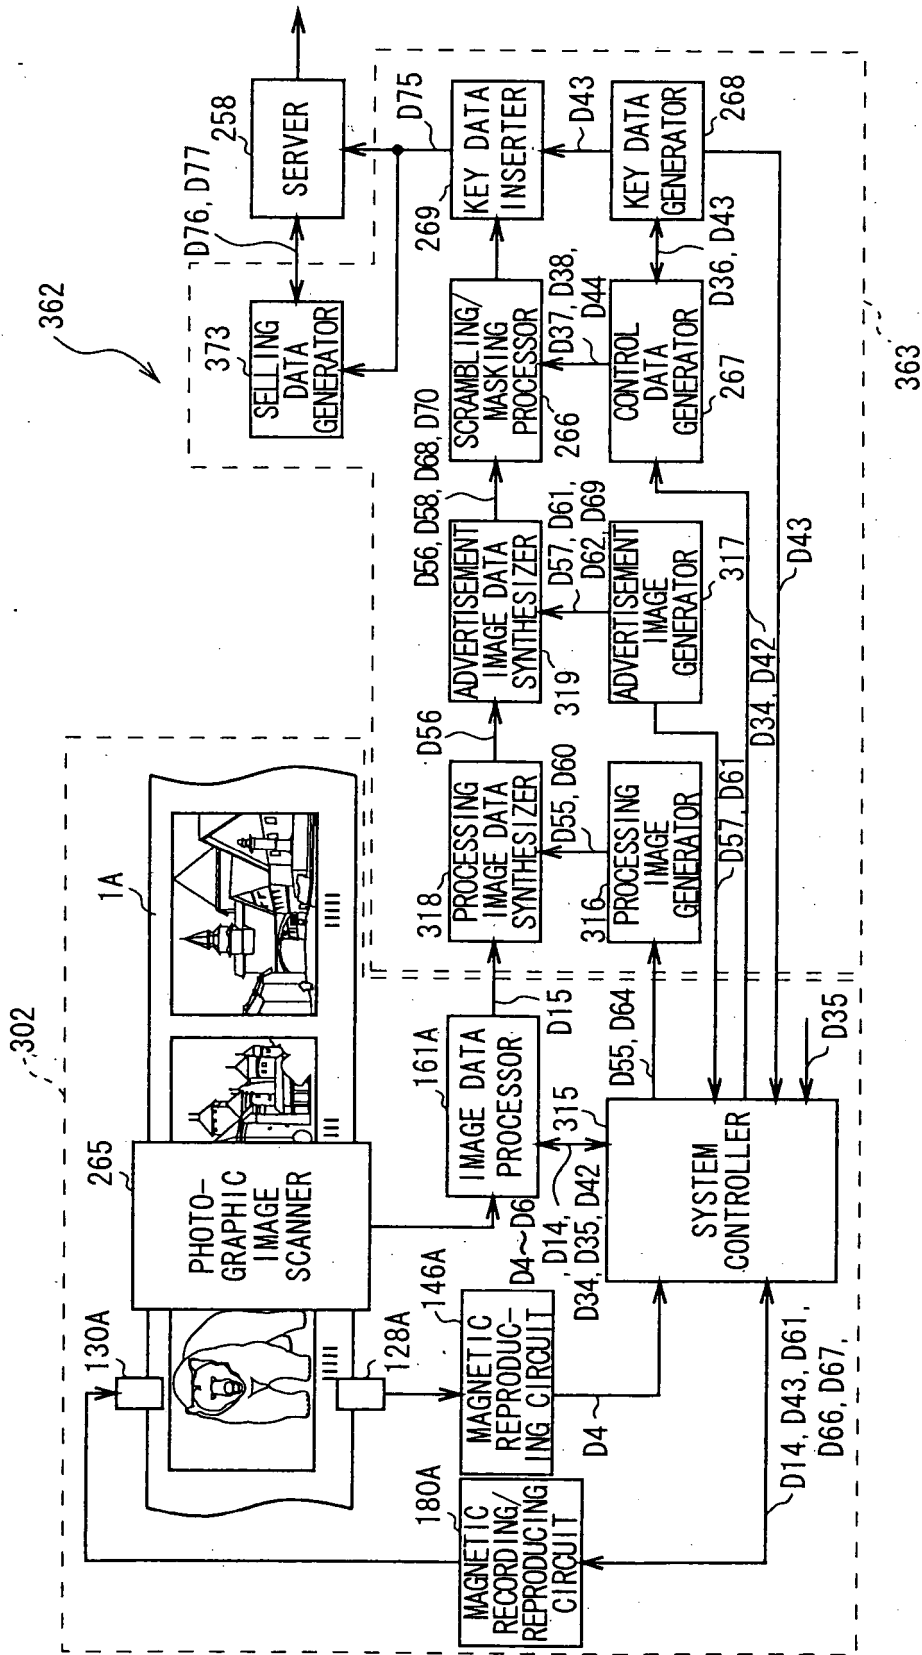 362
302
363
1A
265
PHOTO-
GRAPHIC
IMAGE
SCANNER
130A
128A
180A
MAGNETIC
RECORDING/
REPRODUCING
CIRCUIT
146A
MAGNETIC
REPRODUC-
ING CIRCUIT
D4
D4~D6
161A
IMAGE DATA
PROCESSOR
D15
D14,
D34, D35, D42
315
SYSTEM
CONTROLLER
D14, D43, D61,
D66, D67,
D35
D55, D64
D57, D61
D34, D42
D43
318
PROCESSING
IMAGE DATA
SYNTHESIZER
D55, D60
316
PROCESSING
IMAGE
GENERATOR
D56
319
ADVERTISEMENT
IMAGE DATA
SYNTHESIZER
D57, D61,
D62, D69
317
ADVERTISEMENT
IMAGE
GENERATOR
D56, D58, D68, D70
266
SCRAMBLING/
MASKING
PROCESSOR
D37, D38,
D44
267
CONTROL
DATA
GENERATOR
D36, D43
269
KEY DATA
INSERTER
D43
268
KEY DATA
GENERATOR
D75
373
SELLING
DATA
GENERATOR
D76, D77
258
SERVER